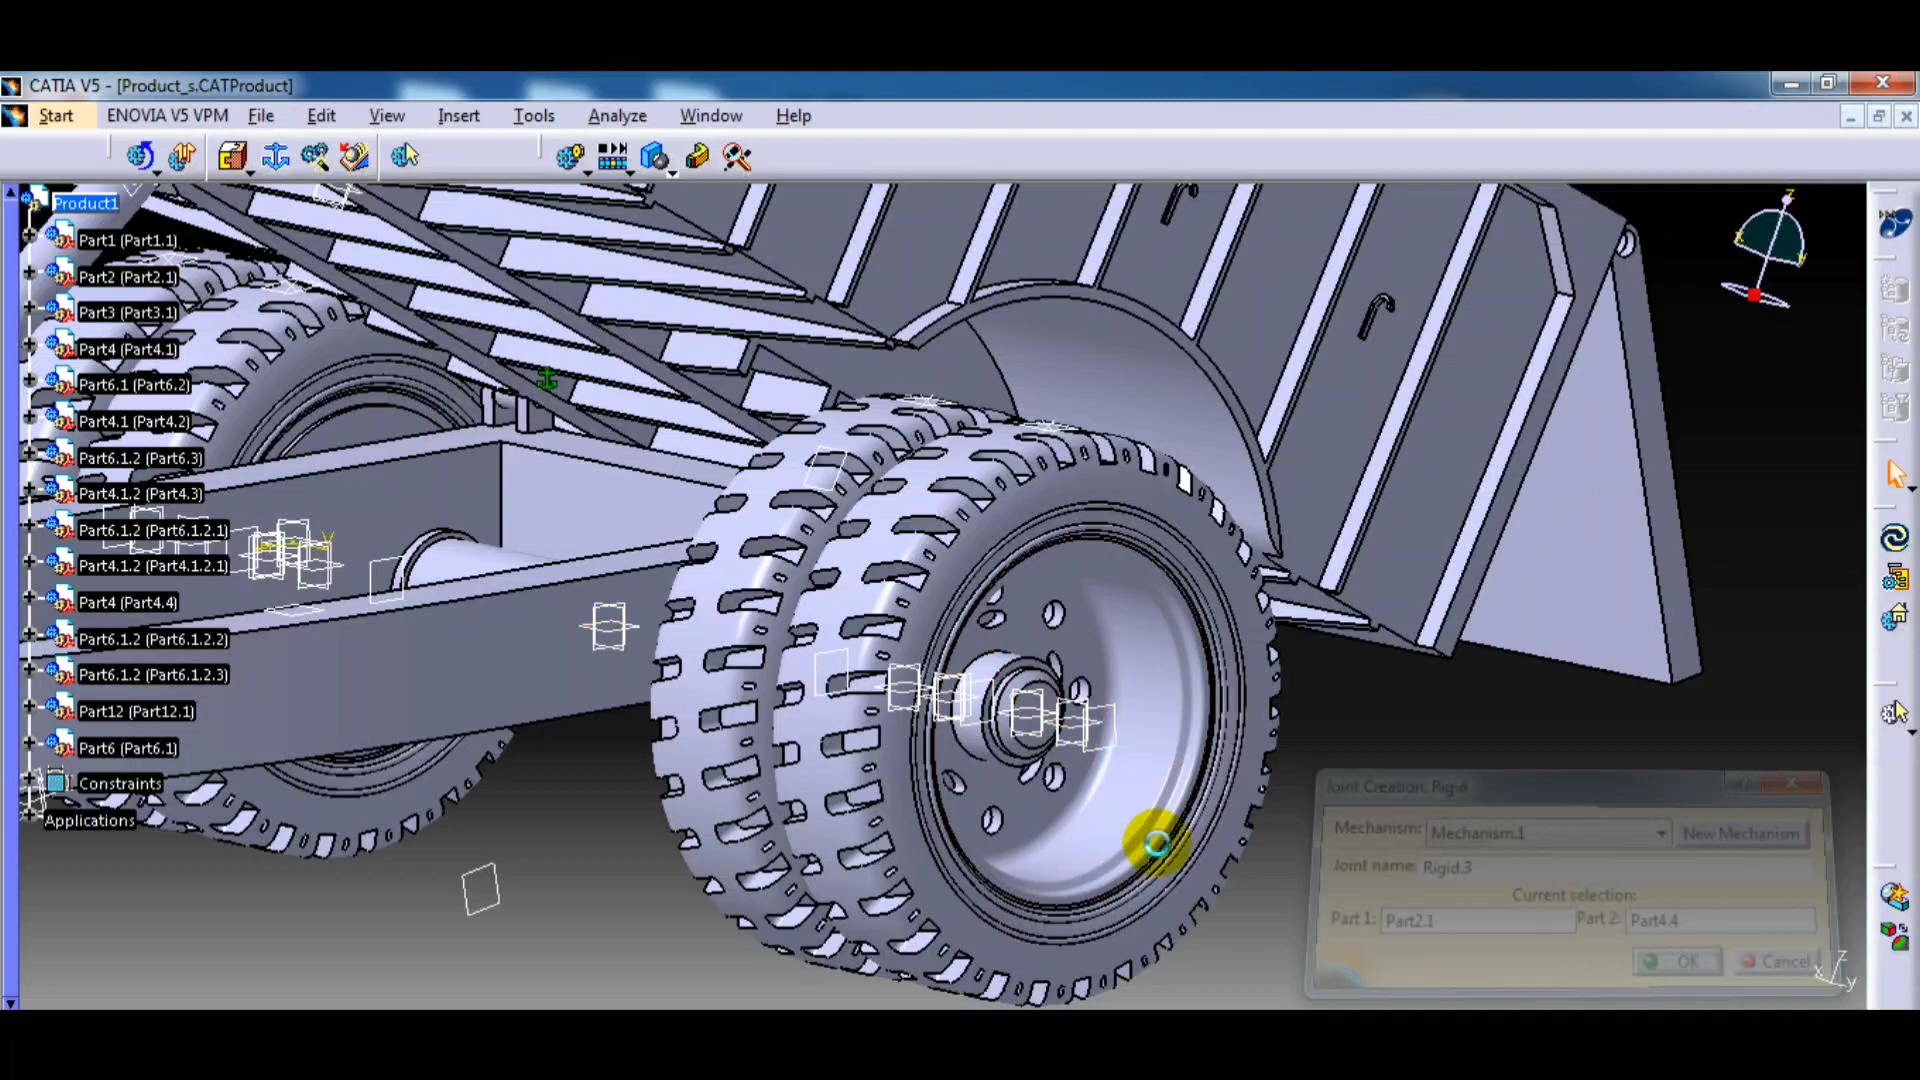 CATIA V5 - [Product_s.CATProduct]
Start ENOVIA V5 VPM File Edit View Insert Tools Analyze Window Help
Product1
Part1 (Part1.1)
Part2 (Part2.1)
Part3 (Part3.1)
Part4 (Part4.1)
Part6.1 (Part6.2)
Part4.1 (Part4.2)
Part6.1.2 (Part6.3)
Part4.1.2 (Part4.3)
Part6.1.2 (Part6.1.2.1)
Part4.1.2 (Part4.1.2.1)
Part4 (Part4.4)
Part6.1.2 (Part6.1.2.2)
Part6.1.2 (Part6.1.2.3)
Part12 (Part12.1)
Part6 (Part6.1)
Constraints
Applications
z
x
y
Y
Joint Creation: Rigid
Mechanism: Mechanism.1 New Mechanism
Joint name: Rigid.3
Current selection:
Part 1: Part2.1 Part 2: Part4.4
OK Cancel
z
x
y